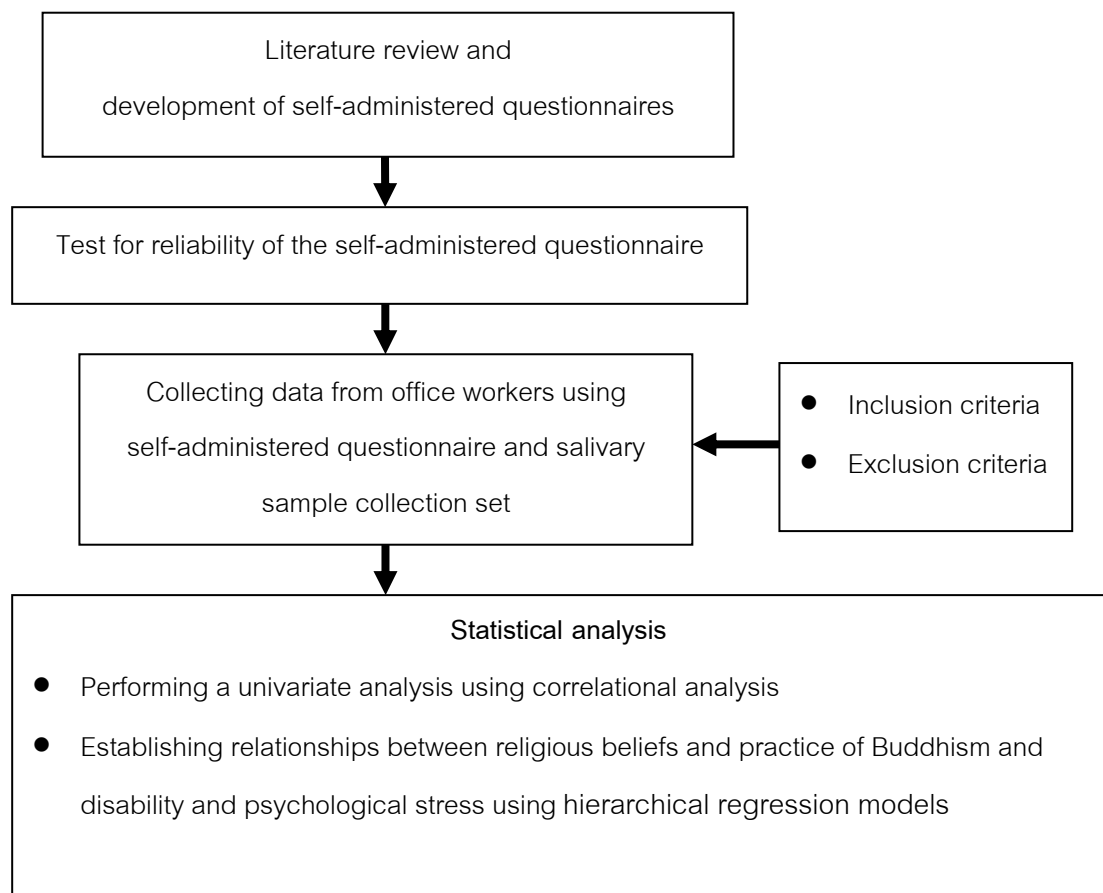 Literature review and
development of self-administered questionnaires
Test for reliability of the self-administered questionnaire
Collecting data from office workers using
self-administered questionnaire and salivary
sample collection set
● Inclusion criteria
● Exclusion criteria
Statistical analysis
● Performing a univariate analysis using correlational analysis
● Establishing relationships between religious beliefs and practice of Buddhism and
disability and psychological stress using hierarchical regression models